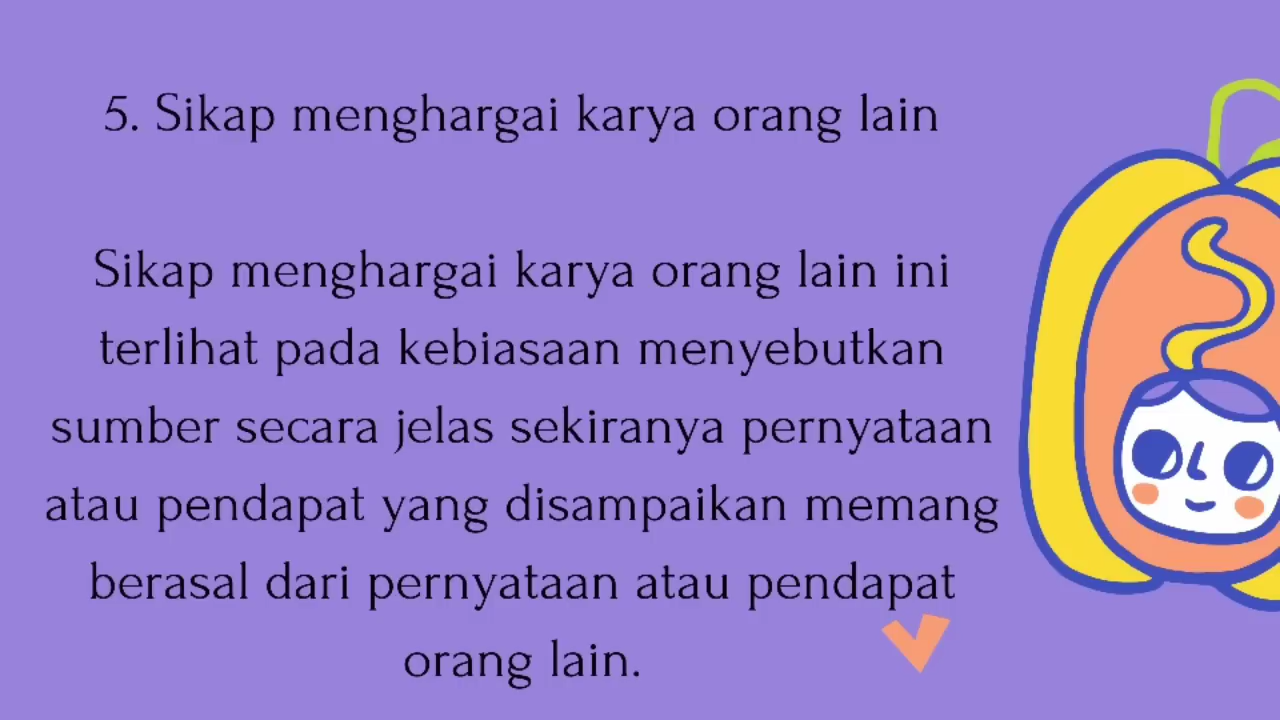 5. Sikap menghargai karya orang lain
Sikap menghargai karya orang lain ini
terlihat pada kebiasaan menyebutkan
sumber secara jelas sekiranya pernyataan
atau pendapat yang disampaikan memang
berasal dari pernyataan atau pendapat
orang lain.